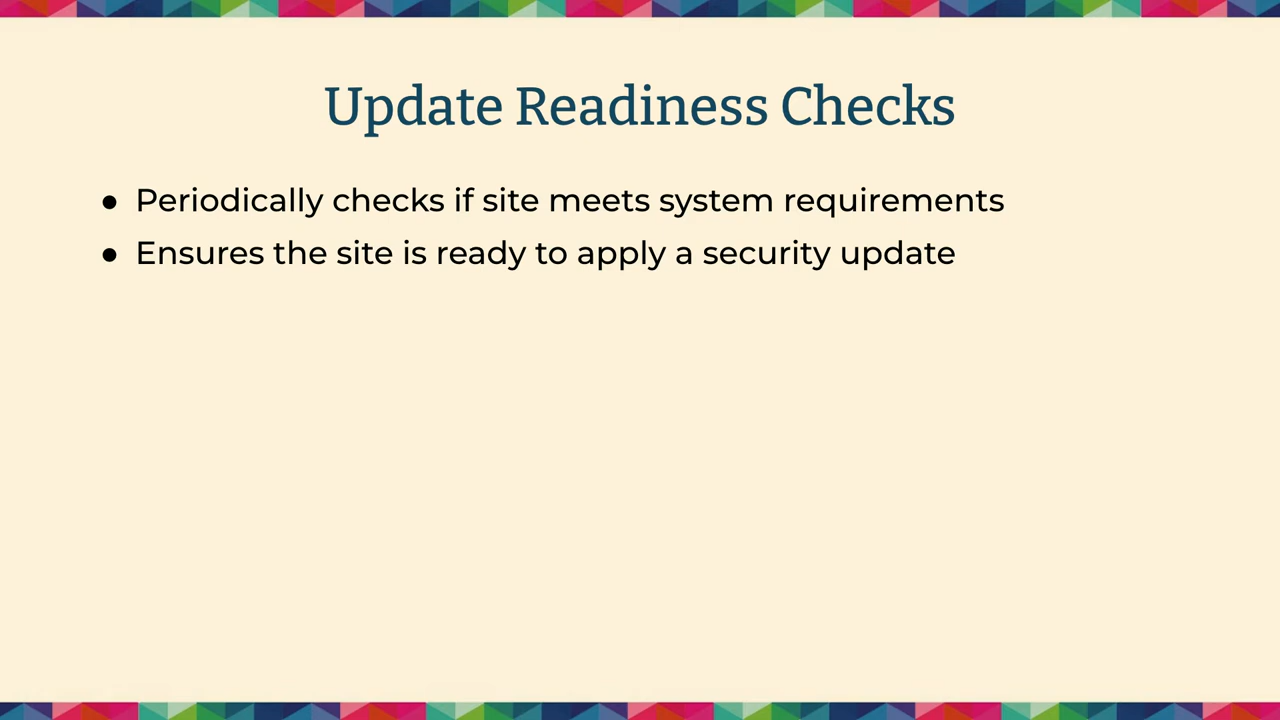 Update Readiness Checks
● Periodically checks if site meets system requirements
● Ensures the site is ready to apply a security update